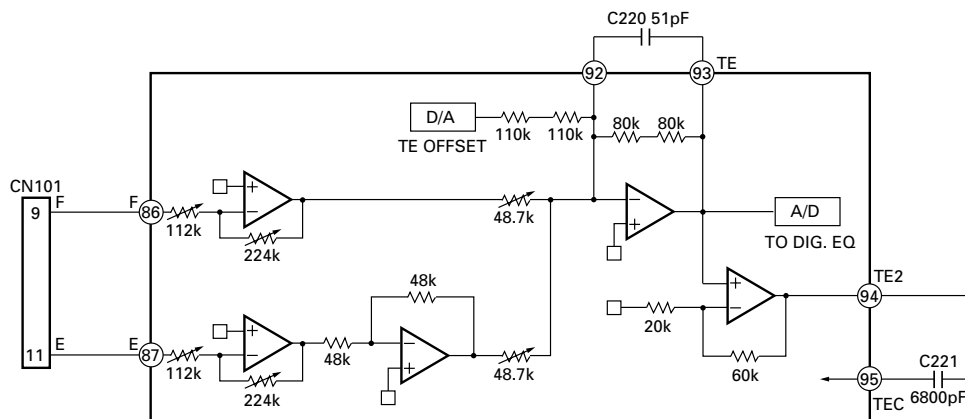 C220 51pF
92
93
TE
D/A
TE OFFSET
110k
110k
80k
80k
CN101
9
F
F
86
112k
+
−
224k
48.7k
−
+
A/D
TO DIG. EQ
48k
TE2
+
−
94
20k
60k
11
E
E
87
112k
+
−
224k
48k
−
+
48.7k
C221
6800pF
95
TEC